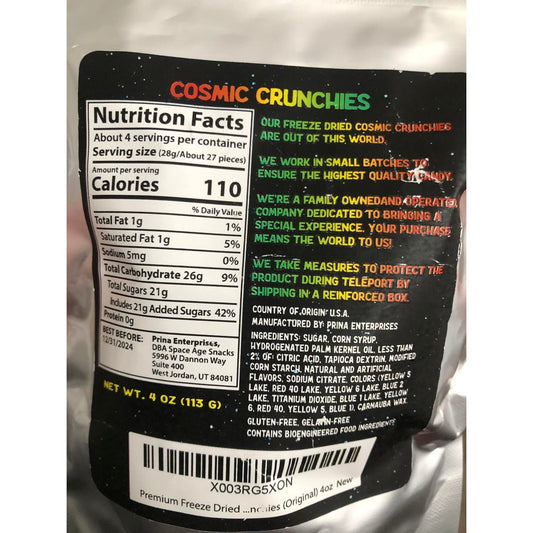 COSMIC CRUNCHIES
Nutrition Facts
About 4 servings per container
Serving size (28g/About 27 pieces)
Amount per serving
Calories 110
% Daily Value
Total Fat 1g 1%
Saturated Fat 1g 5%
Sodium 5mg 0%
Total Carbohydrate 26g 9%
Total Sugars 21g
Includes 21g Added Sugars 42%
Protein 0g
BEST BEFORE:
12/31/2024
Prina Enterpriscs,
DBA Space Age Snacks
5996 W Dannon Way
Suite 400
West Jordan, UT 84081
NET WT. 4 OZ (113 G)
OUR FREEZE DRIED COSMIC CRUNCHIES
ARE OUT OF THIS WORLD.
WE WORK IN SMALL BATCHES TO
ENSURE THE HIGHEST QUALITY CANDY.
WE'RE A FAMILY OWNEDAND OPERATED
COMPANY DEDICATED TO BRINGING A
SPECIAL EXPERIENCE. YOUR PURCHASE
MEANS THE WORLD TO US!
WE TAKE MEASURES TO PROTECT THE
PRODUCT DURING TELEPORT BY
SHIPPING IN A REINFORCED BOX.
COUNTRY OF ORIGIN: U.S.A.
MANUFACTURED BY: PRINA ENTERPRISES
INGREDIENTS: SUGAR, CORN SYRUP,
HYDROGENATED PALM KERNEL OIL, LESS THAN
2% OF: CITRIC ACID, TAPIOCA DEXTRIN, MODIFIED
CORN STARCH, NATURAL AND ARTIFICIAL
FLAVORS, SODIUM CITRATE, COLORS (YELLOW 5
LAKE, RED 40 LAKE, YELLOW 6 LAKE, BLUE 2
LAKE, TITANIUM DIOXIDE, BLUE 1 LAKE, YELLOW
6, RED 40, YELLOW 5, BLUE 1), CARNAUBA WAX.
GLUTEN-FREE, GELATIN-FREE
CONTAINS BIOENGINEERED FOOD INGREDIENTS
X003RG5XON
Premium Freeze Dried ...nchies (Original) 4oz New